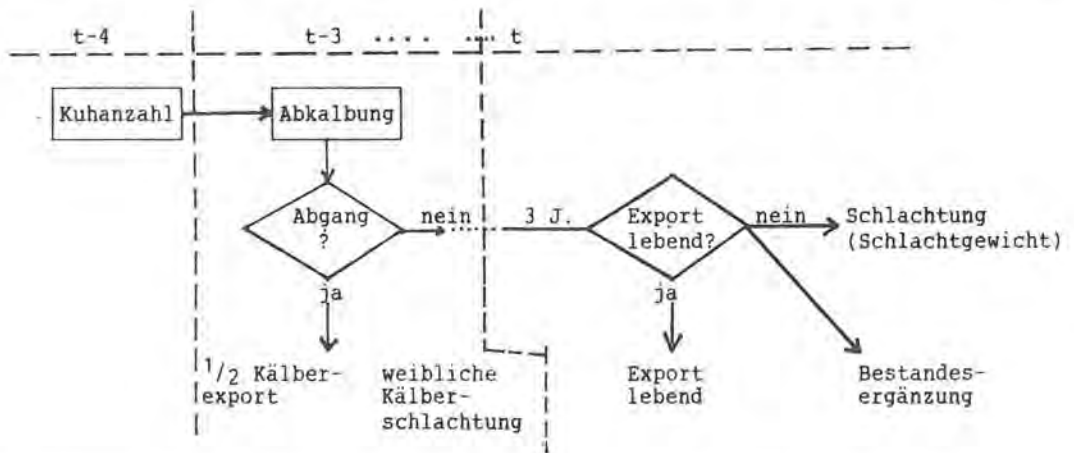 t-4 t-3 .... .... t
Kuhanzahl
Abkalbung
Abgang
?
nein
ja
3 J.
Export
lebend?
nein
ja
Schlachtung
(Schlachtgewicht)
1/2 Kälber-
export
weibliche
Kälber-
schlachtung
Export
lebend
Bestandes-
ergänzung